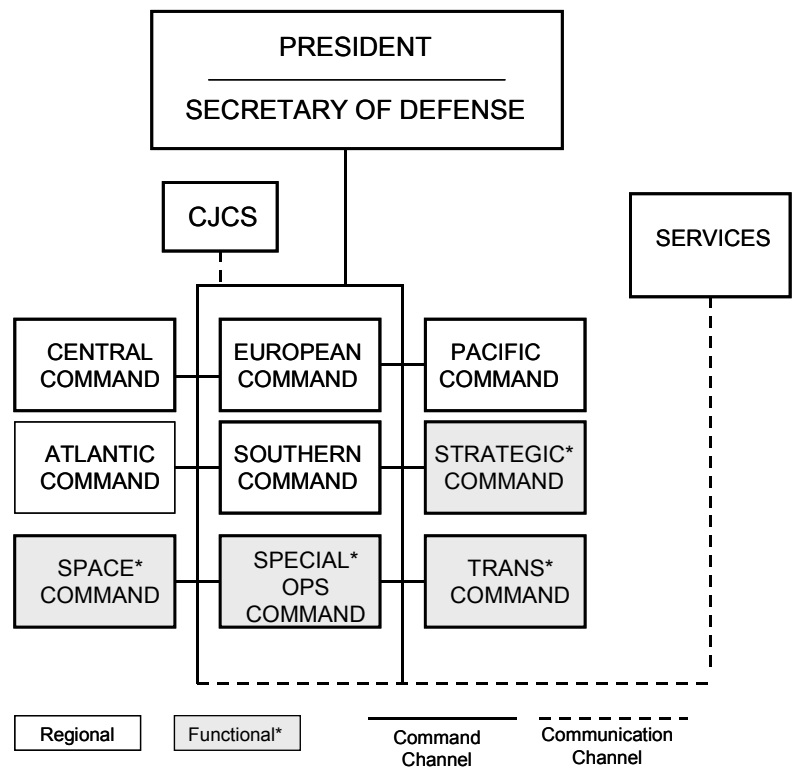 PRESIDENT
SECRETARY OF DEFENSE
CJCS
SERVICES
CENTRAL
COMMAND
EUROPEAN
COMMAND
PACIFIC
COMMAND
ATLANTIC
COMMAND
SOUTHERN
COMMAND
STRATEGIC*
COMMAND
SPACE*
COMMAND
SPECIAL*
OPS
COMMAND
TRANS*
COMMAND
Regional
Functional*
Command
Channel
Communication
Channel